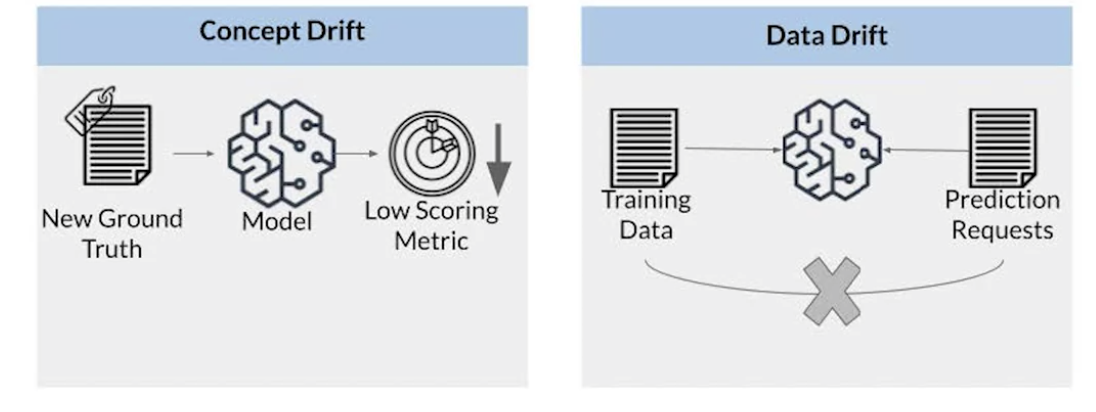 Concept Drift
New Ground
Truth
Model
Low Scoring
Metric
Data Drift
Training
Data
Prediction
Requests